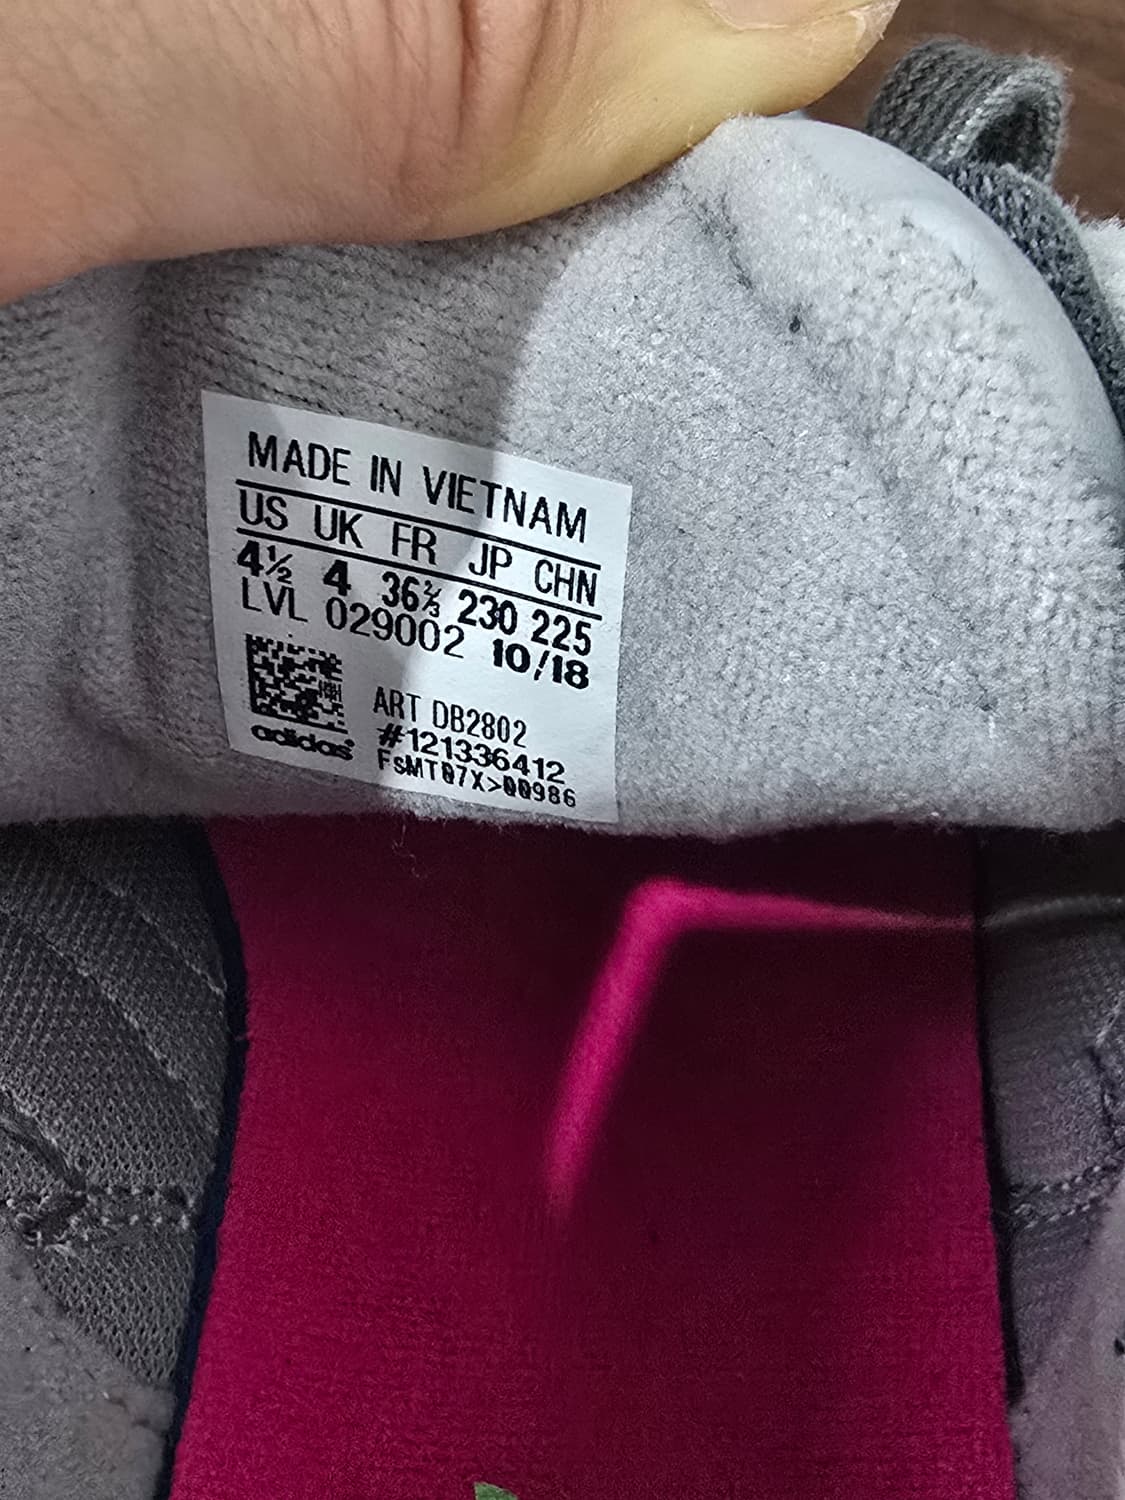 MADE IN VIETNAM
US UK FR JP CHN
4½ 4 36⅔ 230 225
LVL 029002 10/18
ART DB2802
#121336412
adidas
FsMT07X>00986